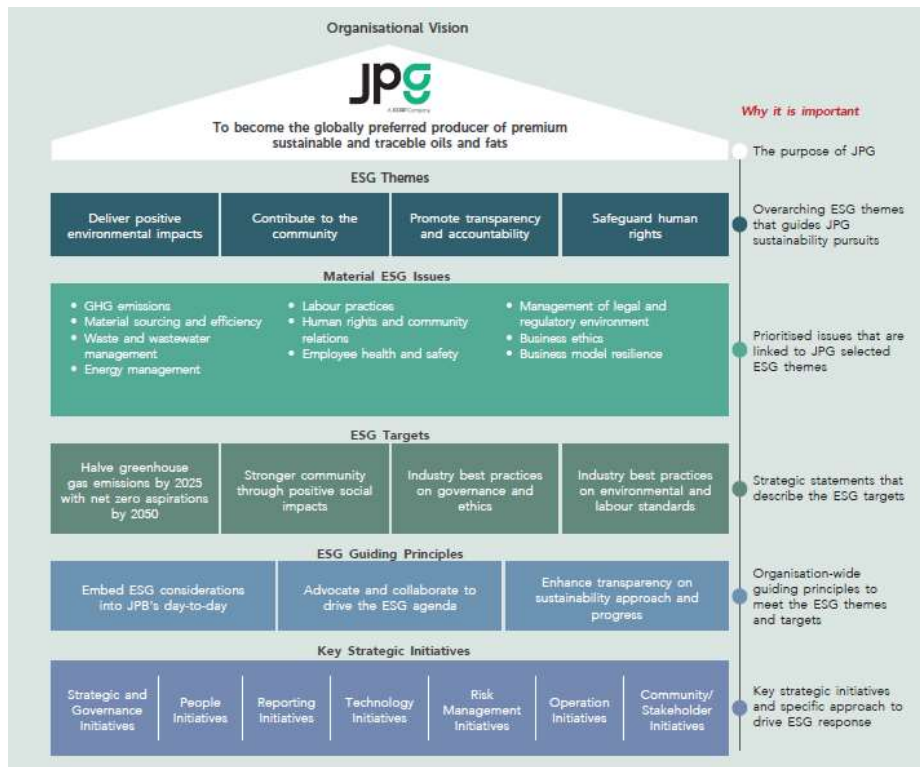 Organisational Vision
JPG
To become the globally preferred producer of premium
sustainable and traceble oils and fats
Why it is important
The purpose of JPG
ESG Themes
Deliver positive
environmental impacts
Contribute to the
community
Promote transparency
and accountability
Safeguard human
rights
Overarching ESG themes
that guides JPG
sustainability pursuits
Material ESG Issues
• GHG emissions
• Material sourcing and efficiency
• Waste and wastewater
management
• Energy management
• Labour practices
• Human rights and community
relations
• Employee health and safety
• Management of legal and
regulatory environment
• Business ethics
• Business model resilience
Prioritised issues that are
linked to JPG selected
ESG themes
ESG Targets
Halve greenhouse
gas emissions by 2025
with net zero aspirations
by 2050
Stronger community
through positive social
impacts
Industry best practices
on governance and
ethics
Industry best practices
on environmental and
labour standards
Strategic statements that
describe the ESG targets
ESG Guiding Principles
Embed ESG considerations
into JPB's day-to-day
Advocate and collaborate to
drive the ESG agenda
Enhance transparency on
sustainability approach and
progress
Organisation-wide
guiding principles to
meet the ESG themes
and targets
Key Strategic Initiatives
Strategic and
Governance
Initiatives
People
Initiatives
Reporting
Initiatives
Technology
Initiatives
Risk
Management
Initiatives
Operation
Initiatives
Community/
Stakeholder
Initiatives
Key strategic initiatives
and specific approach to
drive ESG response